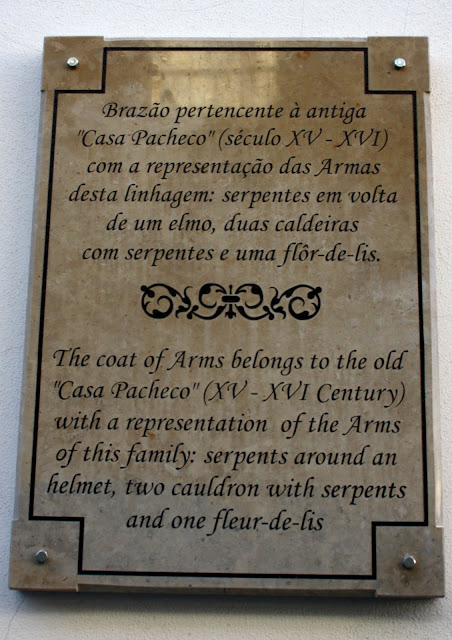 Brazão pertencente à antiga
"Casa Pacheco" (século XV - XVI)
com a representação das Armas
desta linhagem: serpentes em volta
de um elmo, duas caldeiras
com serpentes e uma flôr-de-lis.
The coat of Arms belongs to the old
"Casa Pacheco" (XV - XVI Century)
with a representation of the Arms
of this family: serpents around an
helmet, two cauldron with serpents
and one fleur-de-lis